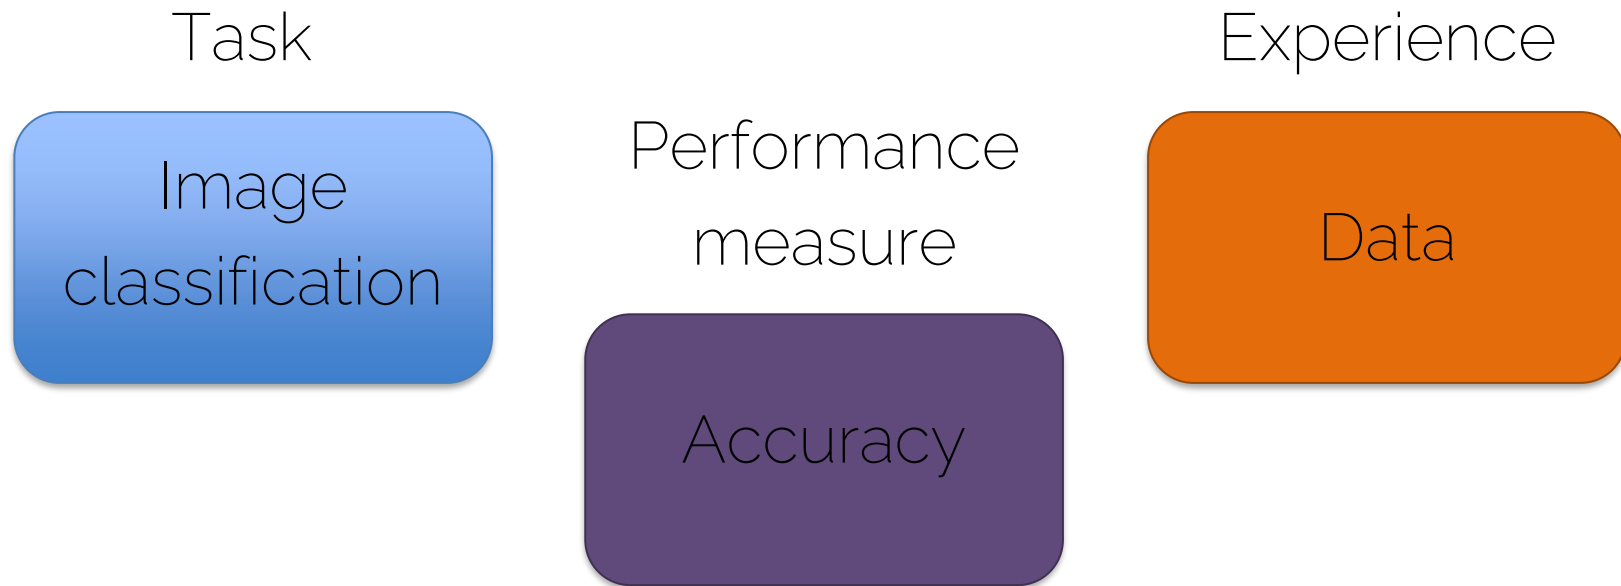 Task
Image
classification
Performance
measure
Accuracy
Experience
Data